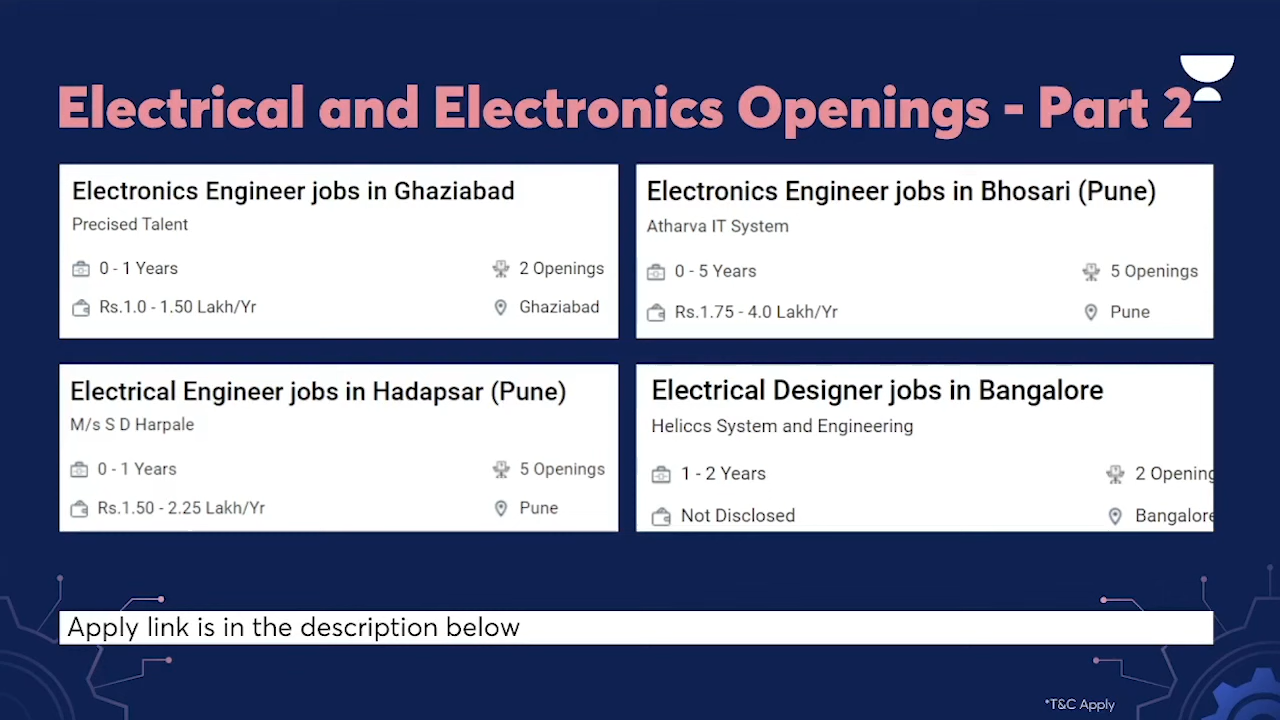 Electrical and Electronics Openings - Part 2
Electronics Engineer jobs in Ghaziabad
Precised Talent
0 - 1 Years
2 Openings
Rs.1.0 - 1.50 Lakh/Yr
Ghaziabad
Electronics Engineer jobs in Bhosari (Pune)
Atharva IT System
0 - 5 Years
5 Openings
Rs.1.75 - 4.0 Lakh/Yr
Pune
Electrical Engineer jobs in Hadapsar (Pune)
M/s S D Harpale
0 - 1 Years
5 Openings
Rs.1.50 - 2.25 Lakh/Yr
Pune
Electrical Designer jobs in Bangalore
Heliccs System and Engineering
1 - 2 Years
2 Opening
Not Disclosed
Bangalore
Apply link is in the description below
*T&C Apply